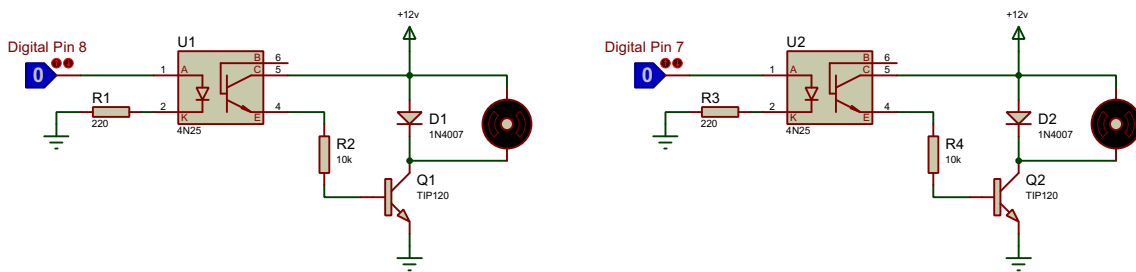 +12v
Digital Pin 8
U1
0
1
A
B
6
C
5
R1
220
2
K
E
4
4N25
R2
10k
D1
1N4007
Q1
TIP120
+12v
Digital Pin 7
U2
0
1
A
B
6
C
5
R3
220
2
K
E
4
4N25
R4
10k
D2
1N4007
Q2
TIP120